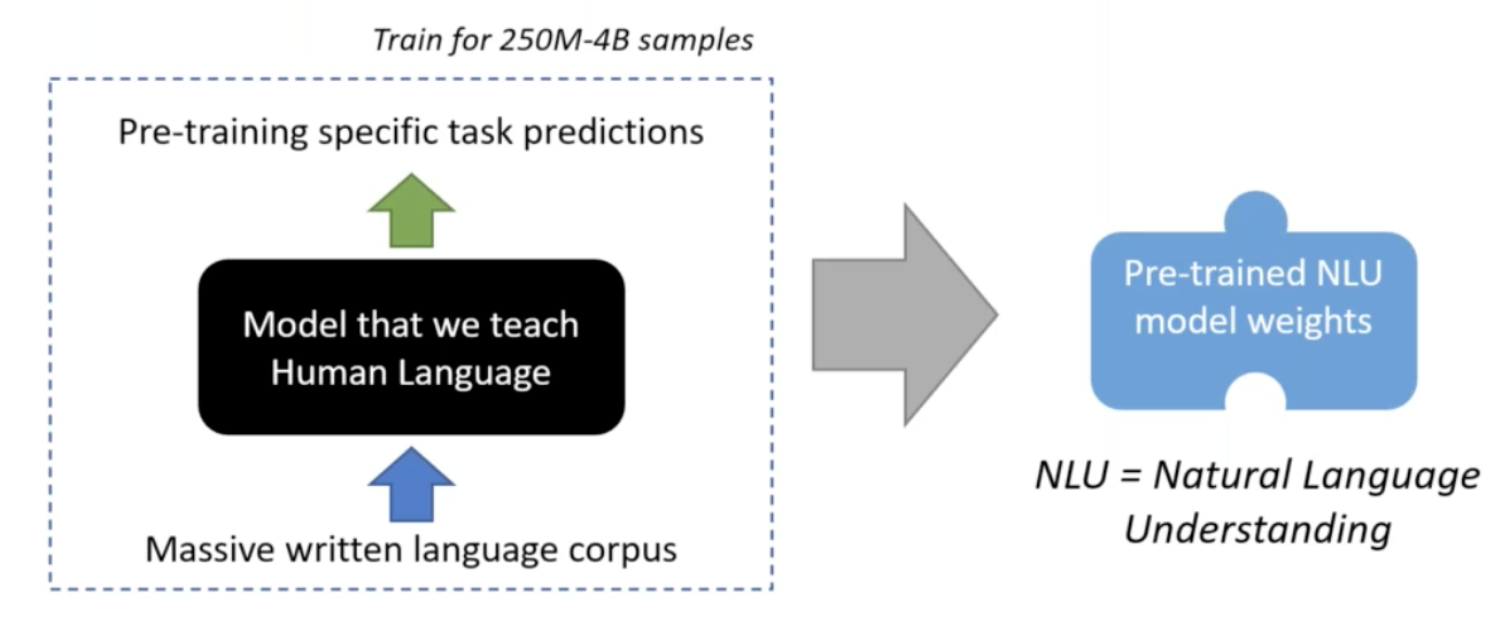 Train for 250M-4B samples
Pre-training specific task predictions
Model that we teach
Human Language
Massive written language corpus
Pre-trained NLU
model weights
NLU = Natural Language
Understanding